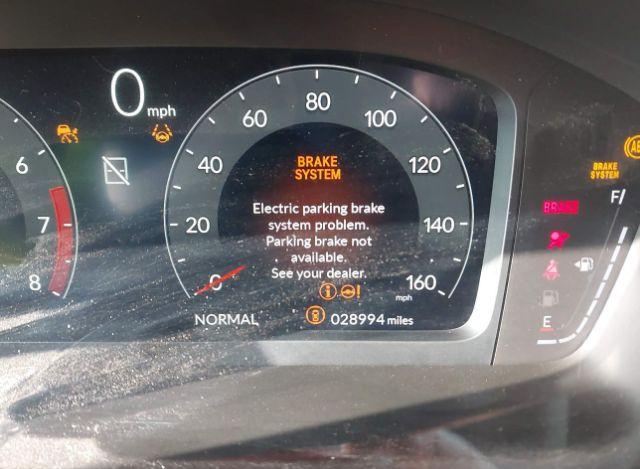 0 mph
6
7
8
0
20
40
60
80
100
120
140
160
mph
BRAKE
SYSTEM
Electric parking brake
system problem.
Parking brake not
available.
See your dealer.
NORMAL
028994 miles
BRAKE
SYSTEM
BRAKE
F/
E